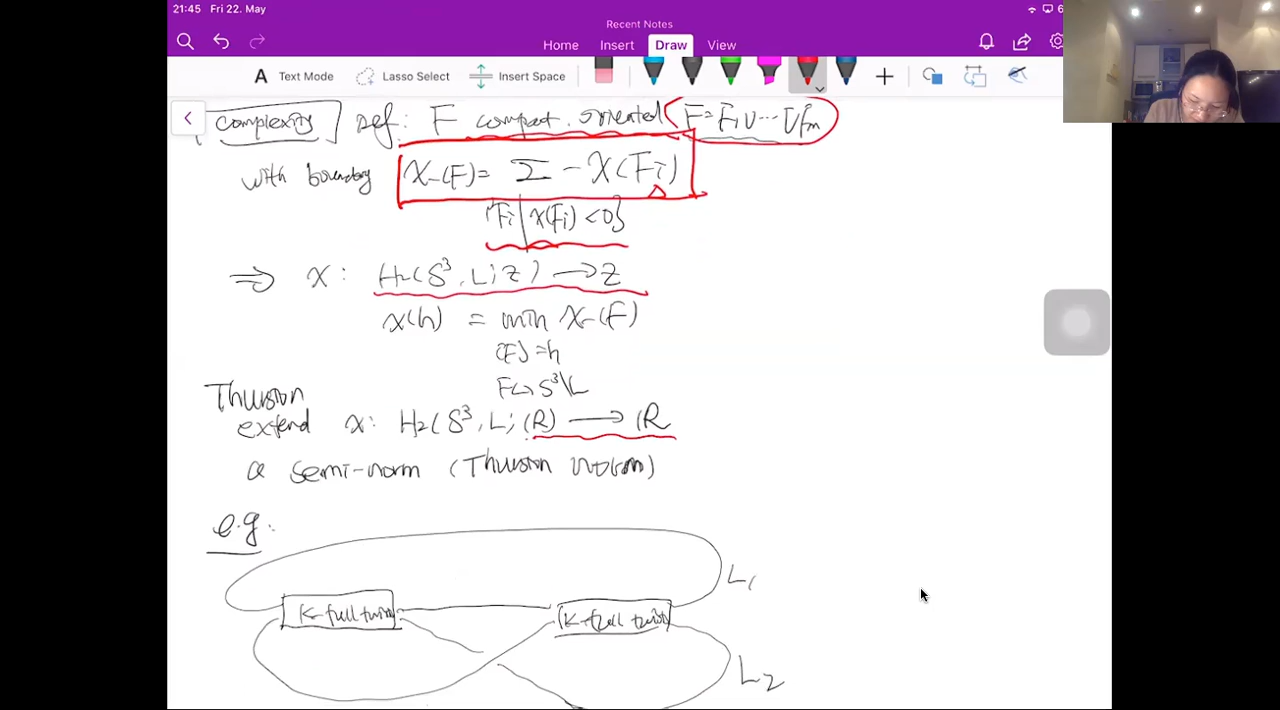 21:45 Fri 22. May
Recent Notes
Home Insert Draw View
A Text Mode Lasso Select Insert Space
complexity def: F compact oriented F=F1∪…∪Fm
with boundary χ-(F)= Σ -χ(Fi)
{Fi | χ(Fi) <0}
⇒ x: H2(S³, L; Z) → Z
x(h) = min χ-(F)
[F]=h
F↪S³\L
Thurston
extend x: H2(S³, L; R) → R
a semi-norm (Thurston norm)
e.g:
L1
K-full twist K-full twist
L2